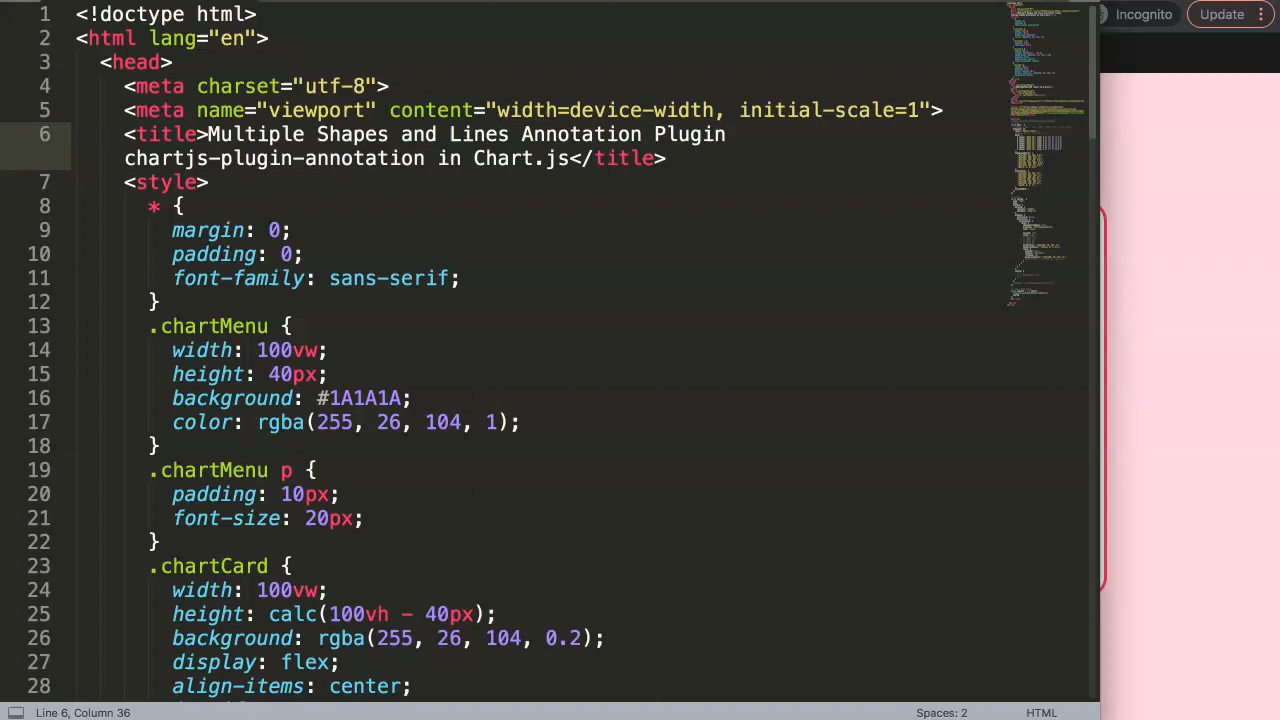 1 <!doctype html>
2 <html lang="en">
3 <head>
4 <meta charset="utf-8">
5 <meta name="viewport" content="width=device-width, initial-scale=1">
6 <title>Multiple Shapes and Lines Annotation Plugin
chartjs-plugin-annotation in Chart.js</title>
7 <style>
8 * {
9 margin: 0;
10 padding: 0;
11 font-family: sans-serif;
12 }
13 .chartMenu {
14 width: 100vw;
15 height: 40px;
16 background: #1A1A1A;
17 color: rgba(255, 26, 104, 1);
18 }
19 .chartMenu p {
20 padding: 10px;
21 font-size: 20px;
22 }
23 .chartCard {
24 width: 100vw;
25 height: calc(100vh - 40px);
26 background: rgba(255, 26, 104, 0.2);
27 display: flex;
28 align-items: center;
Incognito
Update
Line 6, Column 36
Spaces: 2
HTML